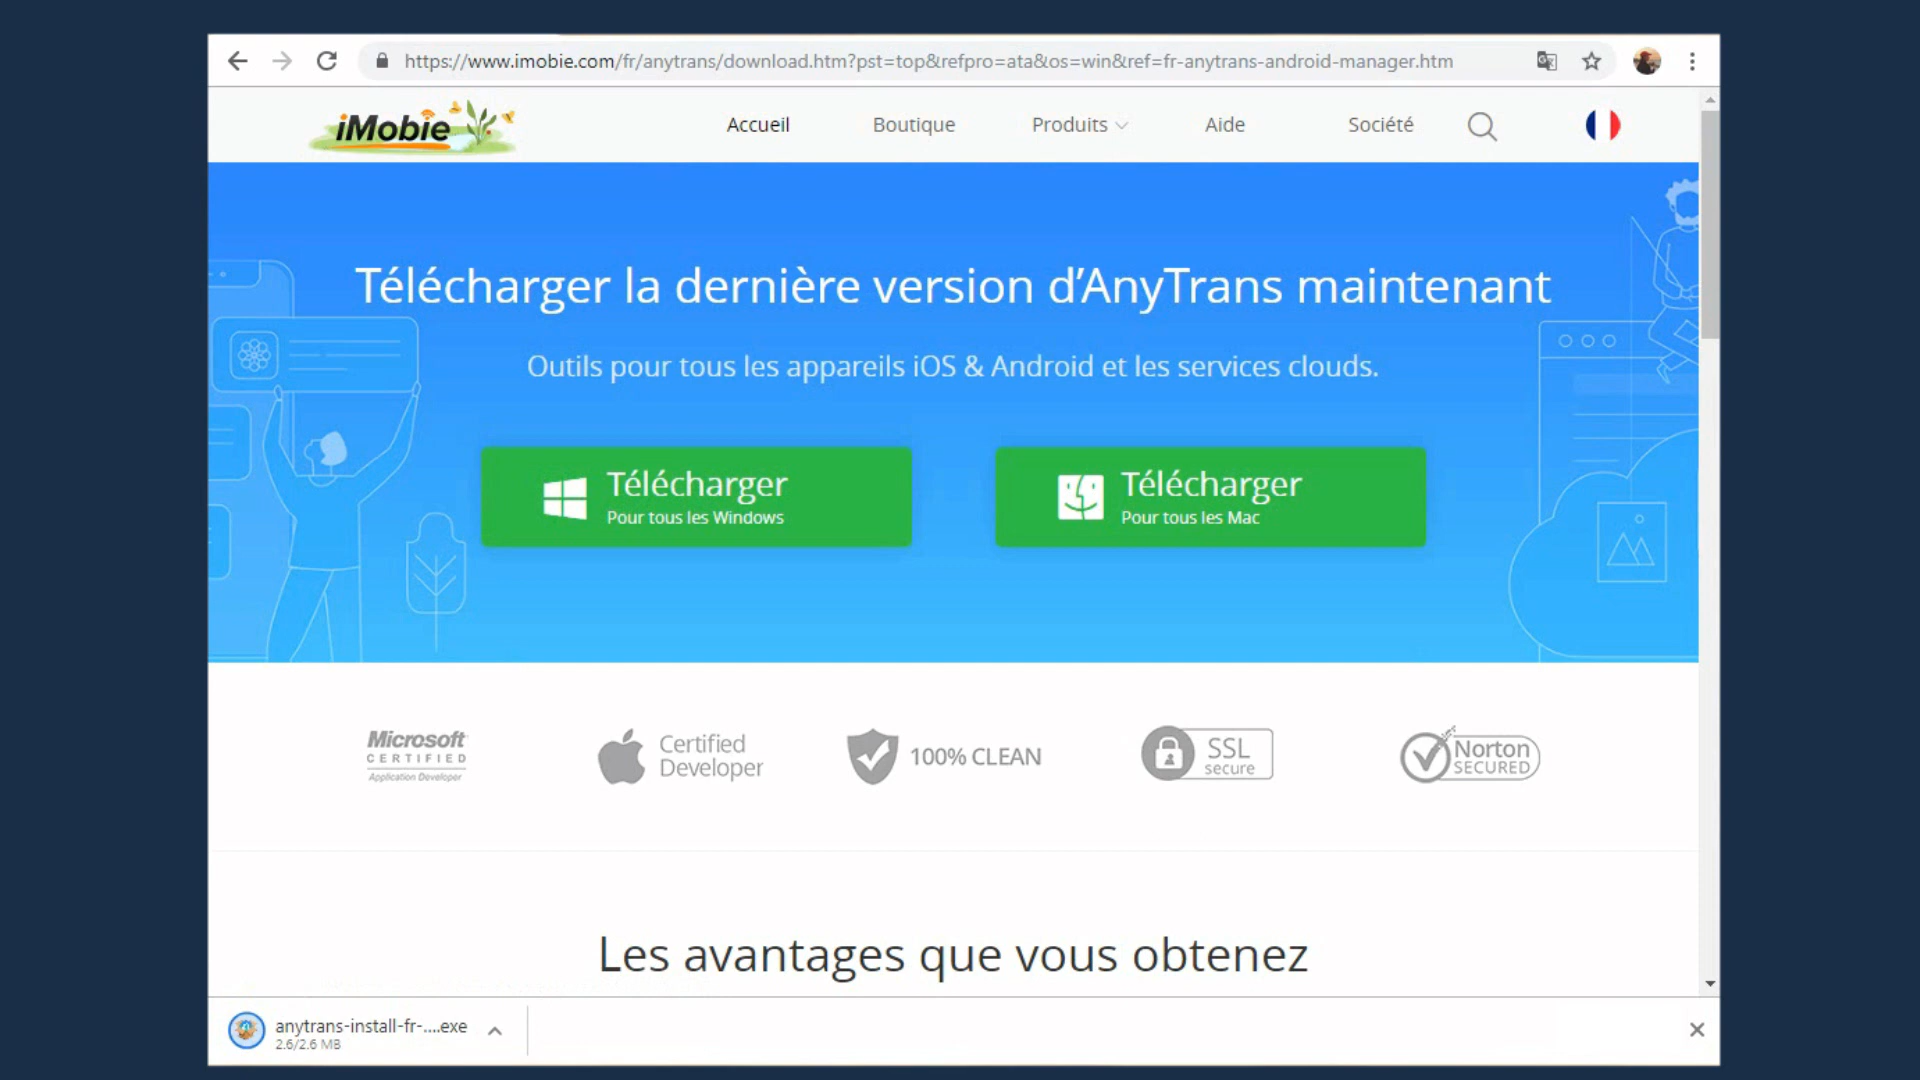 https://www.imobie.com/fr/anytrans/download.htm?pst=top&refpro=ata&os=win&ref=fr-anytrans-android-manager.htm
iMobie
Accueil
Boutique
Produits
Aide
Société
Télécharger la dernière version d’AnyTrans maintenant
Outils pour tous les appareils iOS & Android et les services clouds.
Télécharger
Pour tous les Windows
Télécharger
Pour tous les Mac
Microsoft
CERTIFIED
Application Developer
Certified
Developer
100% CLEAN
SSL
secure
Norton
SECURED
Les avantages que vous obtenez
anytrans-install-fr-....exe
2.6/2.6 MB